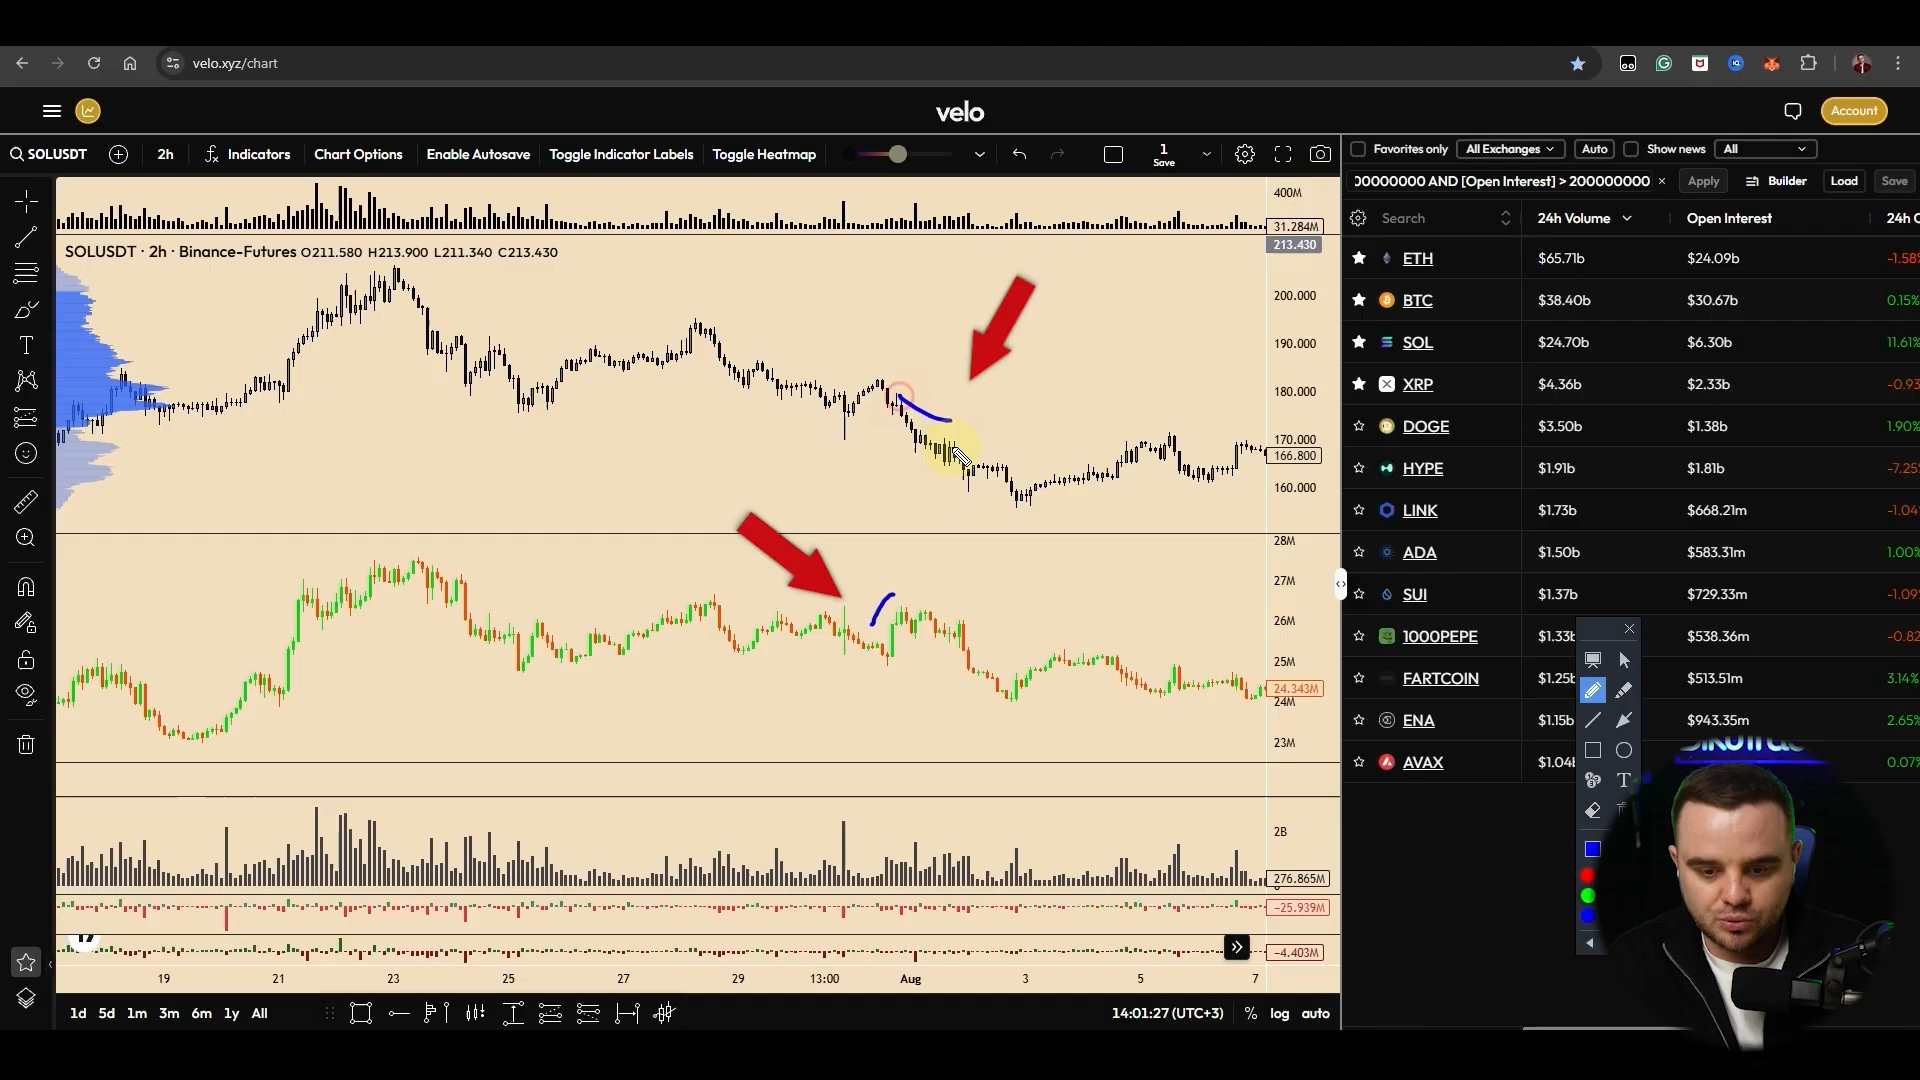 velo.xyz/chart
velo
Account
SOLUSDT
2h
Indicators
Chart Options
Enable Autosave
Toggle Indicator Labels
Toggle Heatmap
1
Save
Favorites only
All Exchanges
Auto
Show news
All
00000000 AND [Open Interest] > 200000000
Apply
Builder
Load
Save
Search
24h Volume
Open Interest
24h C
SOLUSDT · 2h · Binance-Futures O211.580 H213.900 L211.340 C213.430
400M
31.284M
213.430
200.000
190.000
180.000
170.000
166.800
160.000
28M
27M
26M
25M
24.343M
24M
23M
2B
276.865M
0
−25.939M
−4.403M
19
21
23
25
27
29
13:00
Aug
3
5
7
ETH $65.71b $24.09b -1.58%
BTC $38.40b $30.67b 0.15%
SOL $24.70b $6.30b 11.61%
XRP $4.36b $2.33b -0.93
DOGE $3.50b $1.38b 1.90%
HYPE $1.91b $1.81b -7.25
LINK $1.73b $668.21m -1.04
ADA $1.50b $583.31m 1.00%
SUI $1.37b $729.33m -1.09
1000PEPE $1.33b $538.36m -0.82
FARTCOIN $1.25b $513.51m 3.14%
ENA $1.15b $943.35m 2.65%
AVAX $1.04b 0.07%
1d
5d
1m
3m
6m
1y
All
14:01:27 (UTC+3)
%
log
auto